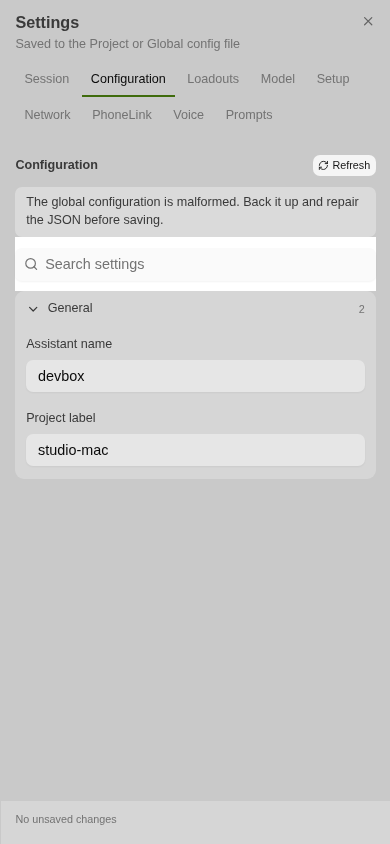 Settings
Saved to the Project or Global config file
Session Configuration Loadouts Model Setup
Network PhoneLink Voice Prompts
Configuration Refresh
The global configuration is malformed. Back it up and repair
the JSON before saving.
Search settings
General 2
Assistant name
devbox
Project label
studio-mac
No unsaved changes